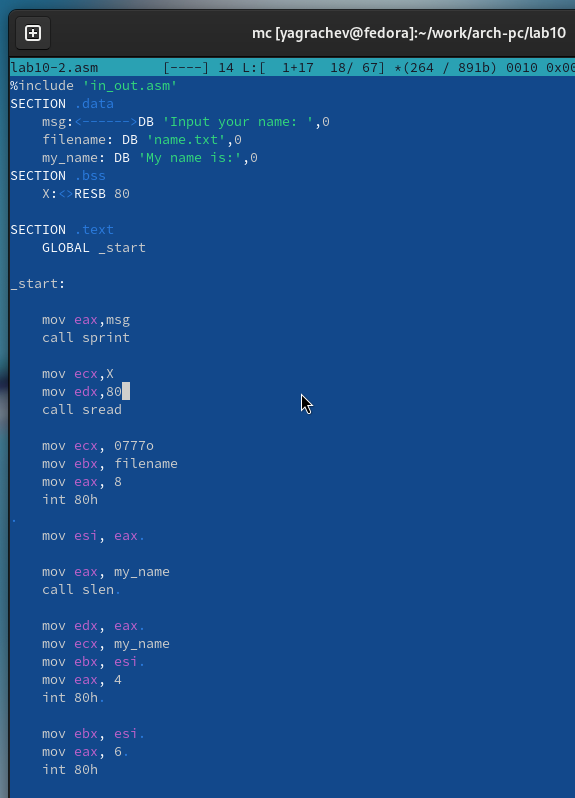 mc [yagrachev@fedora]:~/work/arch-pc/lab10
lab10-2.asm        [----] 14 L:[  1+17  18/ 67] *(264 / 891b) 0010 0x00
%include 'in_out.asm'
SECTION .data
    msg:<------>DB 'Input your name: ',0
    filename: DB 'name.txt',0
    my_name: DB 'My name is:',0
SECTION .bss
    X:<>RESB 80
SECTION .text
    GLOBAL _start
_start:
    mov eax,msg
    call sprint
    mov ecx,X
    mov edx,80
    call sread
    mov ecx, 0777o
    mov ebx, filename
    mov eax, 8
    int 80h
.
    mov esi, eax.
    mov eax, my_name
    call slen.
    mov edx, eax.
    mov ecx, my_name
    mov ebx, esi.
    mov eax, 4
    int 80h.
    mov ebx, esi.
    mov eax, 6.
    int 80h